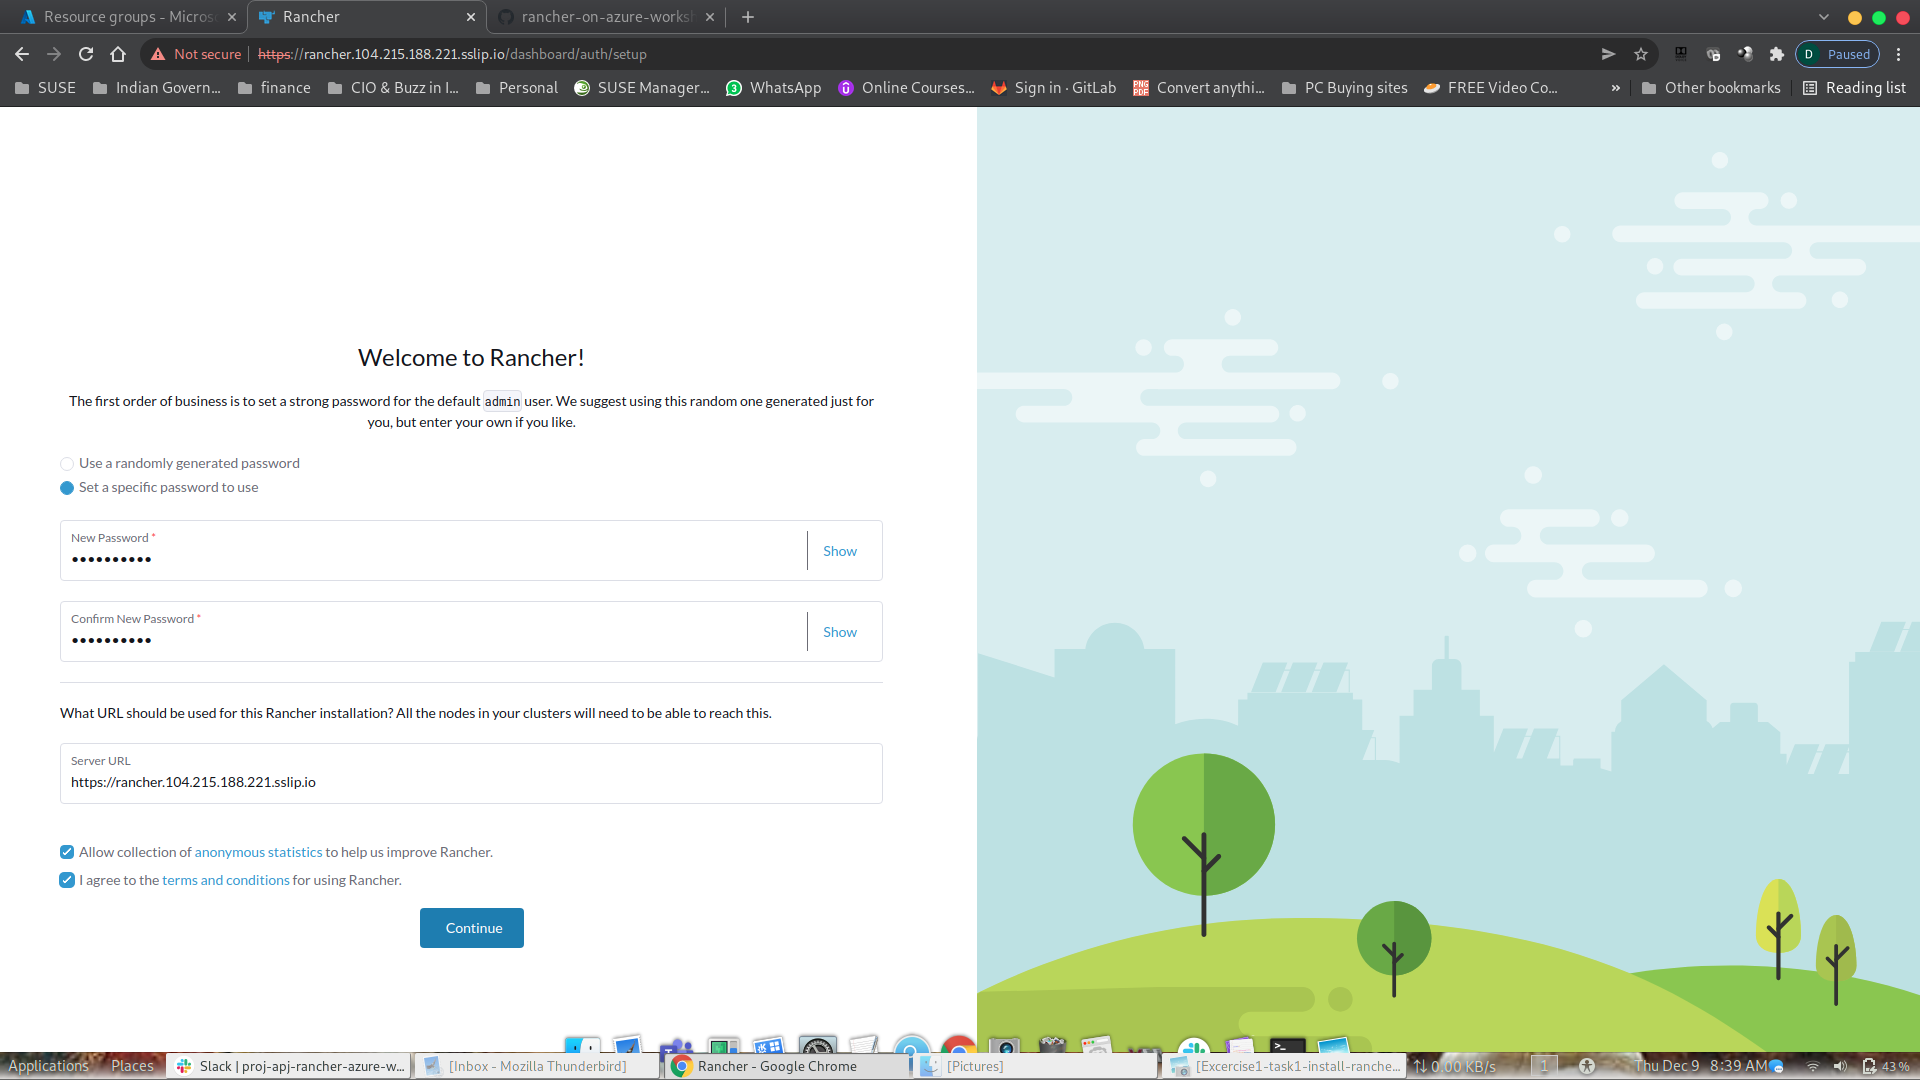 Resource groups - Micros
Rancher
rancher-on-azure-worksh
Not secure
https://rancher.104.215.188.221.sslip.io/dashboard/auth/setup
D Paused
SUSE
Indian Govern...
finance
CIO & Buzz in I...
Personal
SUSE Manager...
WhatsApp
Online Courses...
Sign in · GitLab
PNG PDF
Convert anythi...
PC Buying sites
FREE Video Co...
»
Other bookmarks
Reading list
Welcome to Rancher!
The first order of business is to set a strong password for the default admin user. We suggest using this random one generated just for
you, but enter your own if you like.
Use a randomly generated password
Set a specific password to use
New Password *
••••••••••
Show
Confirm New Password *
••••••••••
Show
What URL should be used for this Rancher installation? All the nodes in your clusters will need to be able to reach this.
Server URL
https://rancher.104.215.188.221.sslip.io
Allow collection of anonymous statistics to help us improve Rancher.
I agree to the terms and conditions for using Rancher.
Continue
Applications
Places
Slack | proj-apj-rancher-azure-w...
[Inbox - Mozilla Thunderbird]
Rancher - Google Chrome
[Pictures]
[Excercise1-task1-install-ranche...
0.00 KB/s
1
Thu Dec 9 8:39 AM
43 %